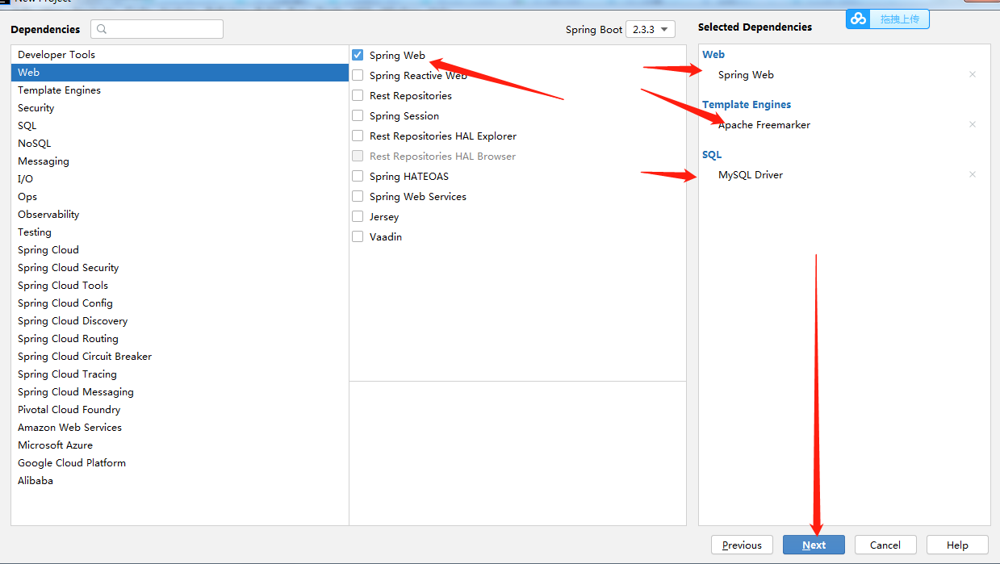 New Project
Dependencies
Spring Boot 2.3.3
Selected Dependencies
拖拽上传
Developer Tools
Web
Template Engines
Security
SQL
NoSQL
Messaging
I/O
Ops
Observability
Testing
Spring Cloud
Spring Cloud Security
Spring Cloud Tools
Spring Cloud Config
Spring Cloud Discovery
Spring Cloud Routing
Spring Cloud Circuit Breaker
Spring Cloud Tracing
Spring Cloud Messaging
Pivotal Cloud Foundry
Amazon Web Services
Microsoft Azure
Google Cloud Platform
Alibaba
Spring Web
Spring Reactive Web
Rest Repositories
Spring Session
Rest Repositories HAL Explorer
Rest Repositories HAL Browser
Spring HATEOAS
Spring Web Services
Jersey
Vaadin
Web
Spring Web
Template Engines
Apache Freemarker
SQL
MySQL Driver
Previous
Next
Cancel
Help